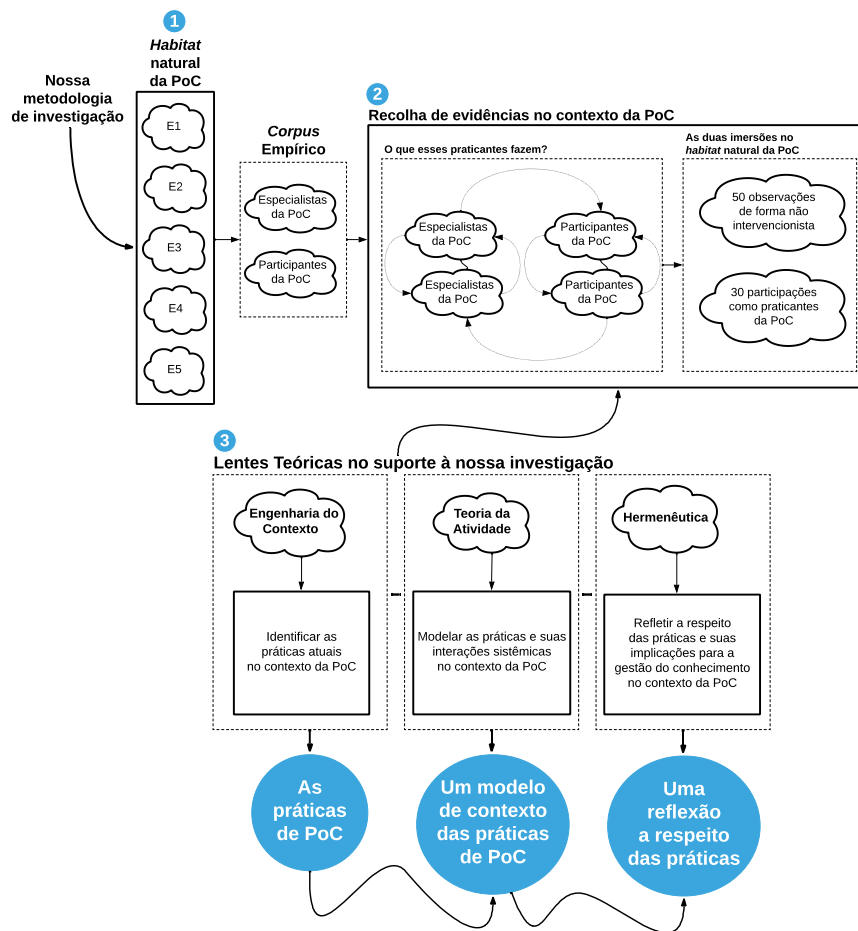 1
Habitat
natural
da PoC
Nossa
metodologia
de investigação
E1
E2
E3
E4
E5
Corpus
Empírico
Especialistas
da PoC
Participantes
da PoC
2
Recolha de evidências no contexto da PoC
O que esses praticantes fazem?
Especialistas
da PoC
Participantes
da PoC
Especialistas
da PoC
Participantes
da PoC
As duas imersões no
habitat natural da PoC
50 observações
de forma não
intervencionista
30 participações
como praticantes
da PoC
3
Lentes Teóricas no suporte à nossa investigação
Engenharia do
Contexto
Identificar as
práticas atuais
no contexto da PoC
Teoria da
Atividade
Modelar as práticas e suas
interações sistêmicas
no contexto da PoC
Hermenêutica
Refletir a respeito
das práticas e suas
implicações para a
gestão do conhecimento
no contexto da PoC
As
práticas
de PoC
Um modelo
de contexto
das práticas
de PoC
Uma
reflexão
a respeito
das práticas